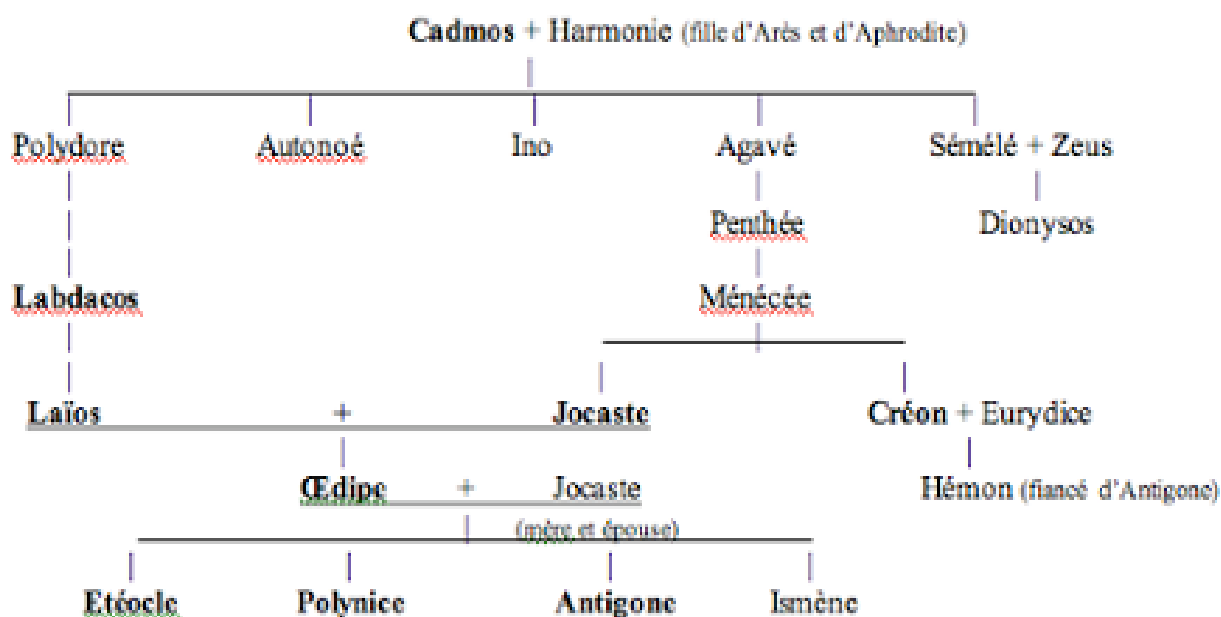 Cadmos + Harmonie (fille d'Arès et d'Aphrodite)
Polydore Autonoé Ino Agavé Sémélé + Zeus
Penthée Dionysos
Labdacos Ménécée
Laïos + Jocaste Créon + Eurydice
Œdipe + Jocaste Hémon (fiancé d'Antigone)
(mère et épouse)
Etéocle Polynice Antigone Ismène